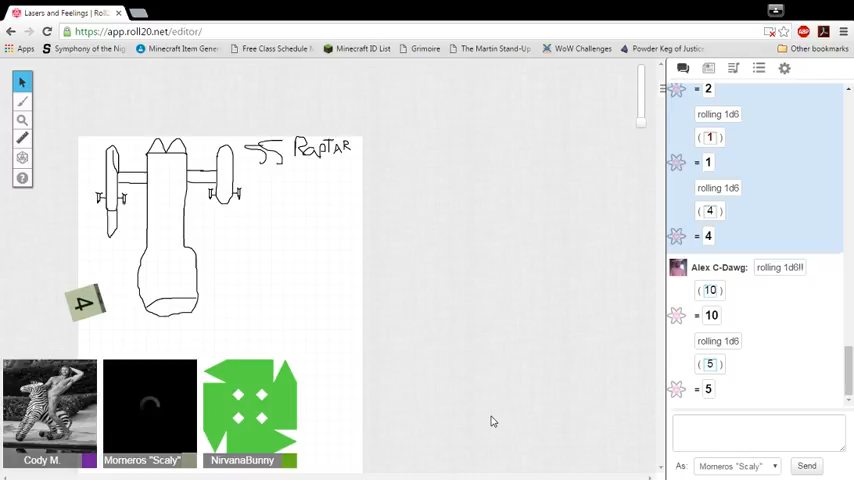 Lasers and Feelings | Roll
https://app.roll20.net/editor/
Apps
Symphony of the Nig
Minecraft Item Gener
Free Class Schedule M
Minecraft ID List
Grimoire
The Martin Stand-Up
WoW Challenges
Powder Keg of Justice
Other bookmarks
= 2
rolling 1d6
( 1 )
= 1
rolling 1d6
( 4 )
= 4
Alex C-Dawg: rolling 1d6!!
( 10 )
= 10
rolling 1d6
( 5 )
= 5
RapTAR
4
Cody M.
Morneros "Scaly"
NirvanaBunny
As: Morneros "Scaly"
Send